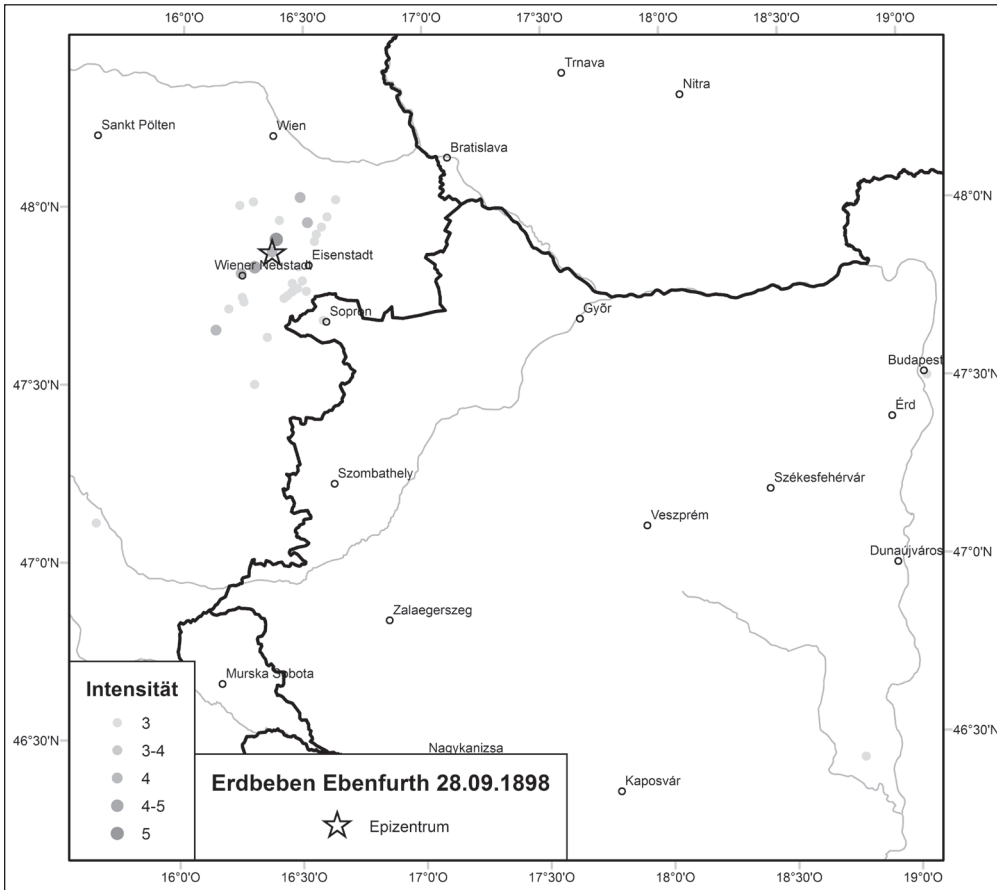 16°0'O 16°30'O 17°0'O 17°30'O 18°0'O 18°30'O 19°0'O
Trnava
Nitra
Sankt Pölten
Wien
Bratislava
48°0'N
48°0'N
Eisenstadt
Wiener Neustadt
Sopron
Győr
47°30'N
Budapest
47°30'N
Érd
Szombathely
Székesfehérvár
Veszprém
47°0'N
Dunaújváros
47°0'N
Zalaegerszeg
Murska Sobota
Intensität
3
3-4
4
4-5
5
46°30'N
46°30'N
Nagykanizsa
Kaposvár
Erdbeben Ebenfurth 28.09.1898
Epizentrum
16°0'O 16°30'O 17°0'O 17°30'O 18°0'O 18°30'O 19°0'O